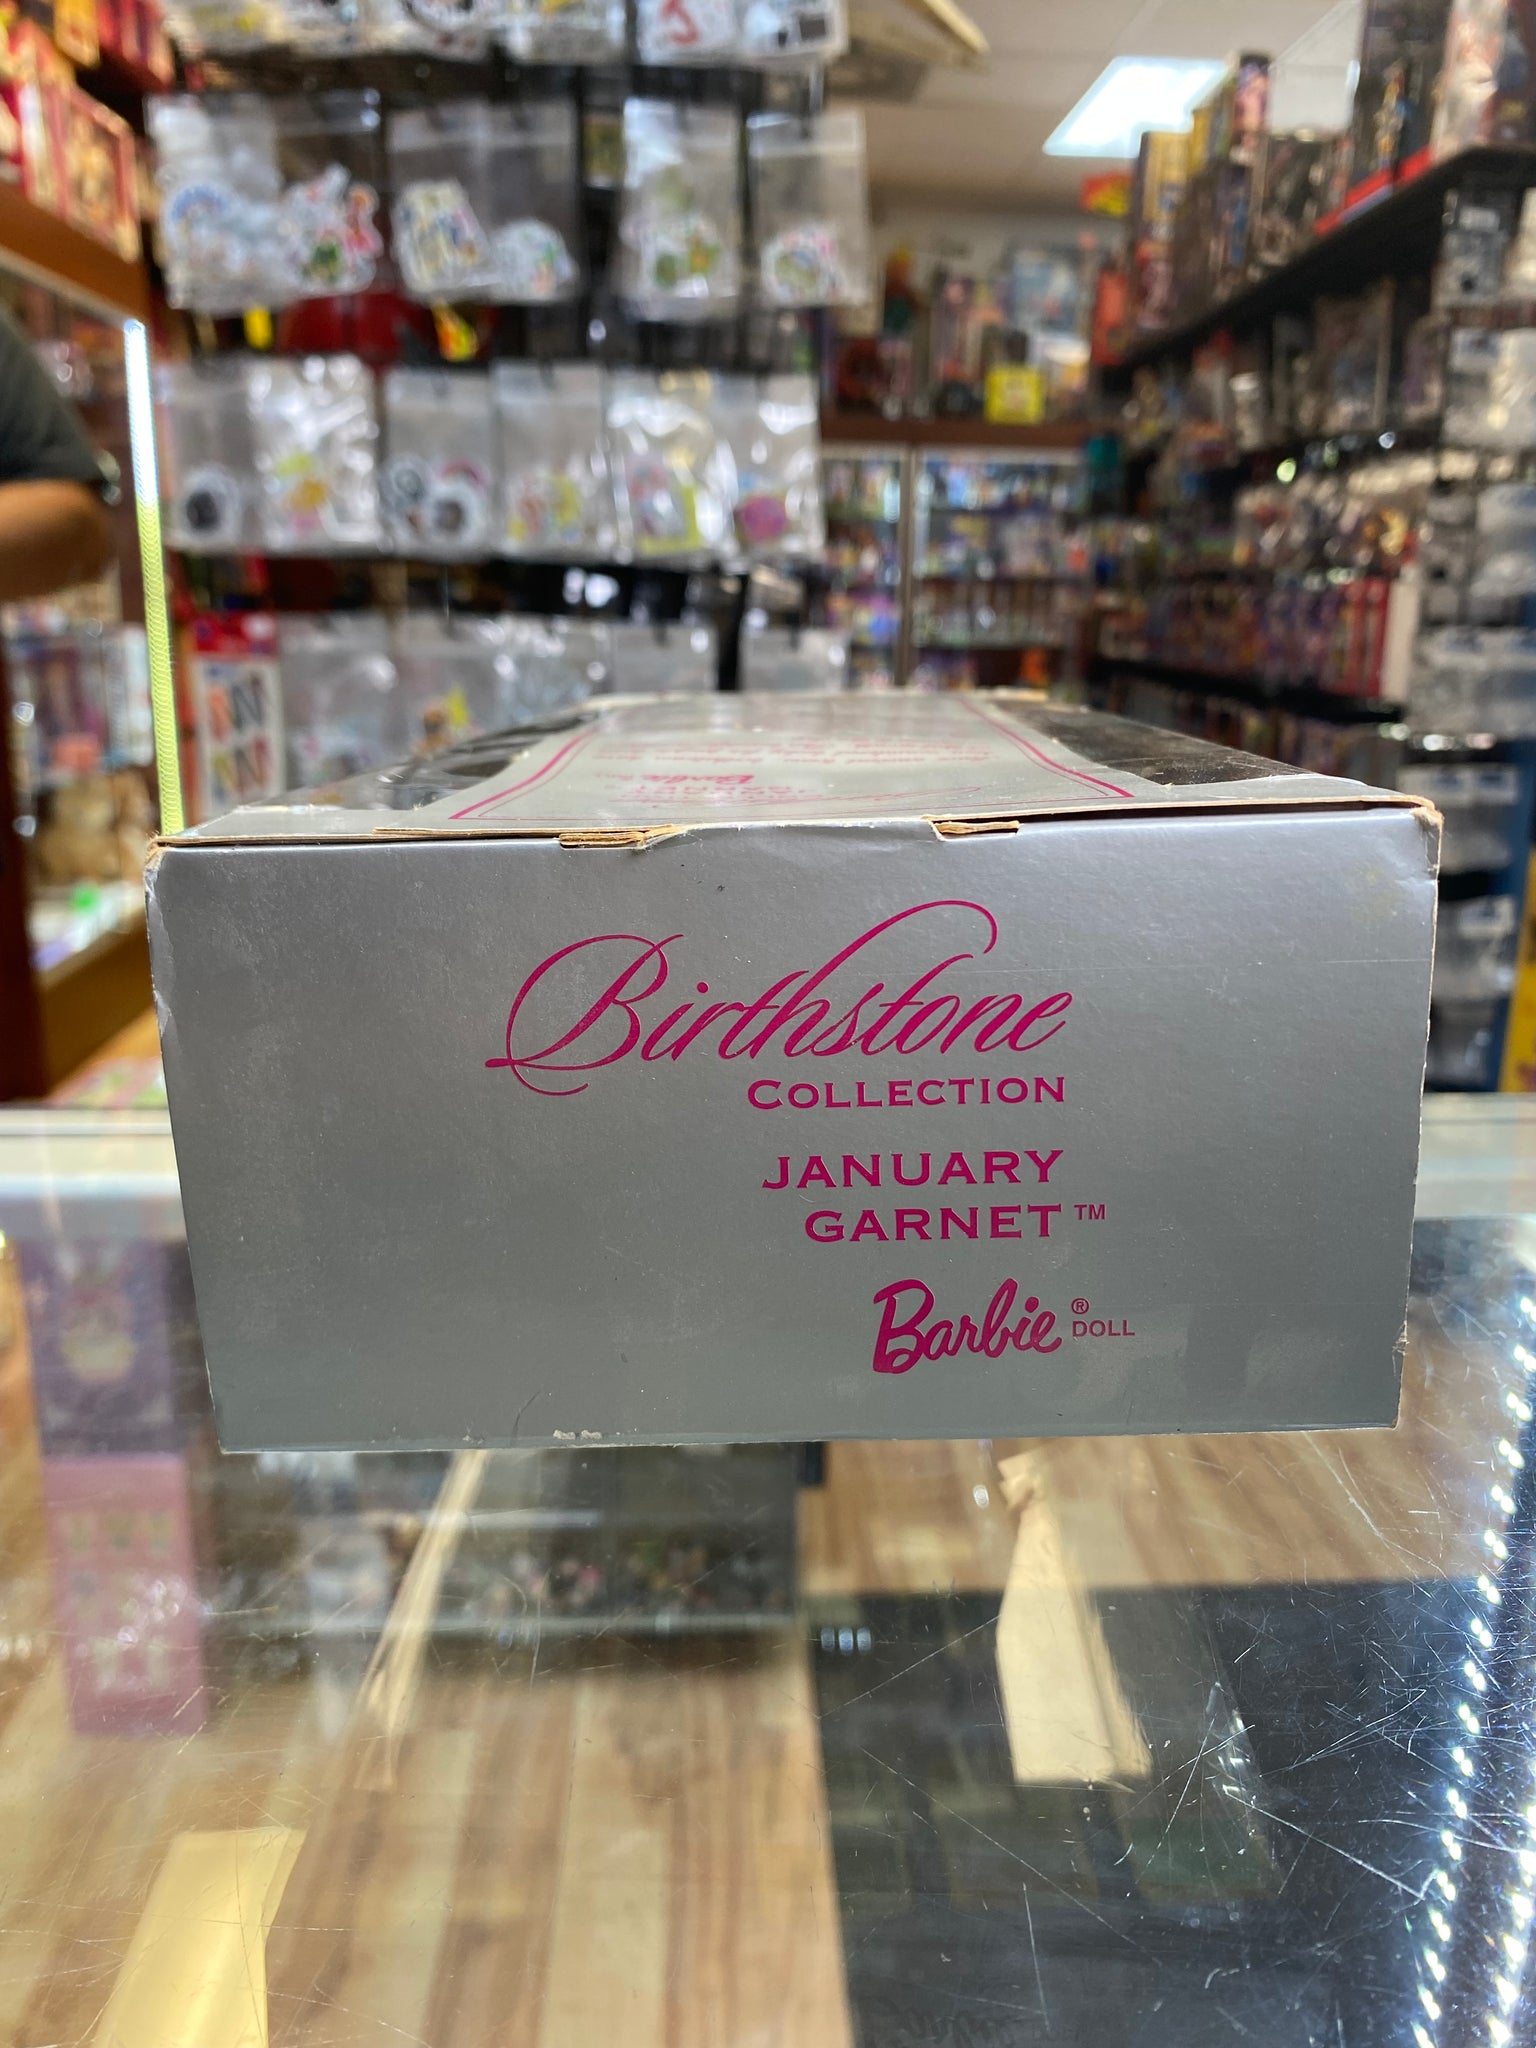 Birthstone
COLLECTION
JANUARY
GARNET™
Barbie® DOLL